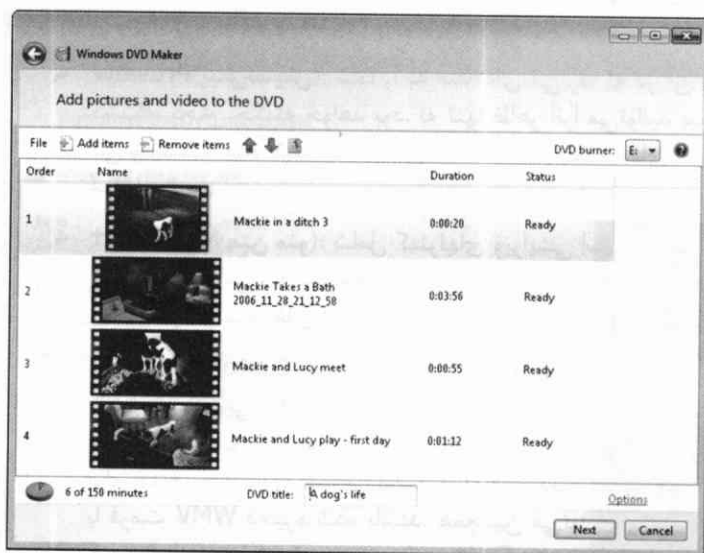 Windows DVD Maker
Add pictures and video to the DVD
File Add items Remove items DVD burner: E:
Order Name Duration Status
1 Mackie in a ditch 3 0:00:20 Ready
2 Mackie Takes a Bath 2006_11_28_21_12_58 0:03:56 Ready
3 Mackie and Lucy meet 0:00:55 Ready
4 Mackie and Lucy play - first day 0:01:12 Ready
6 of 150 minutes DVD title: A dog's life Options
Next Cancel